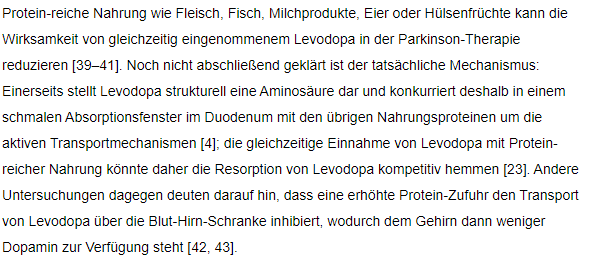 Protein-reiche Nahrung wie Fleisch, Fisch, Milchprodukte, Eier oder Hülsenfrüchte kann die
Wirksamkeit von gleichzeitig eingenommenem Levodopa in der Parkinson-Therapie
reduzieren [39–41]. Noch nicht abschließend geklärt ist der tatsächliche Mechanismus:
Einerseits stellt Levodopa strukturell eine Aminosäure dar und konkurriert deshalb in einem
schmalen Absorptionsfenster im Duodenum mit den übrigen Nahrungsproteinen um die
aktiven Transportmechanismen [4]; die gleichzeitige Einnahme von Levodopa mit Protein-
reicher Nahrung könnte daher die Resorption von Levodopa kompetitiv hemmen [23]. Andere
Untersuchungen dagegen deuten darauf hin, dass eine erhöhte Protein-Zufuhr den Transport
von Levodopa über die Blut-Hirn-Schranke inhibiert, wodurch dem Gehirn dann weniger
Dopamin zur Verfügung steht [42, 43].